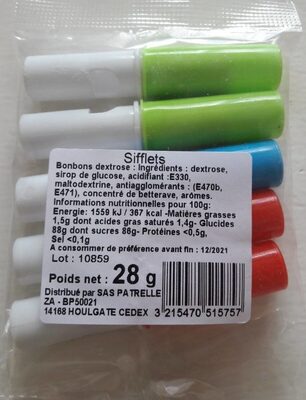 Sifflets
Bonbons dextrose : Ingrédients : dextrose,
sirop de glucose, acidifiant :E330,
maltodextrine, antiagglomérants : (E470b,
E471), concentré de betterave, arômes.
Informations nutritionnelles pour 100g:
Energie: 1559 kJ / 367 kcal -Matières grasses
1,5g dont acides gras saturés 1,4g- Glucides
88g dont sucres 86g- Protéines <0,5g,
Sel <0,1g
A consommer de préférence avant fin : 12/2021
Lot : 10859
Poids net : 28 g
Distribué par SAS PATRELLE
ZA - BP50021
14168 HOULGATE CEDEX
3 215470 515757